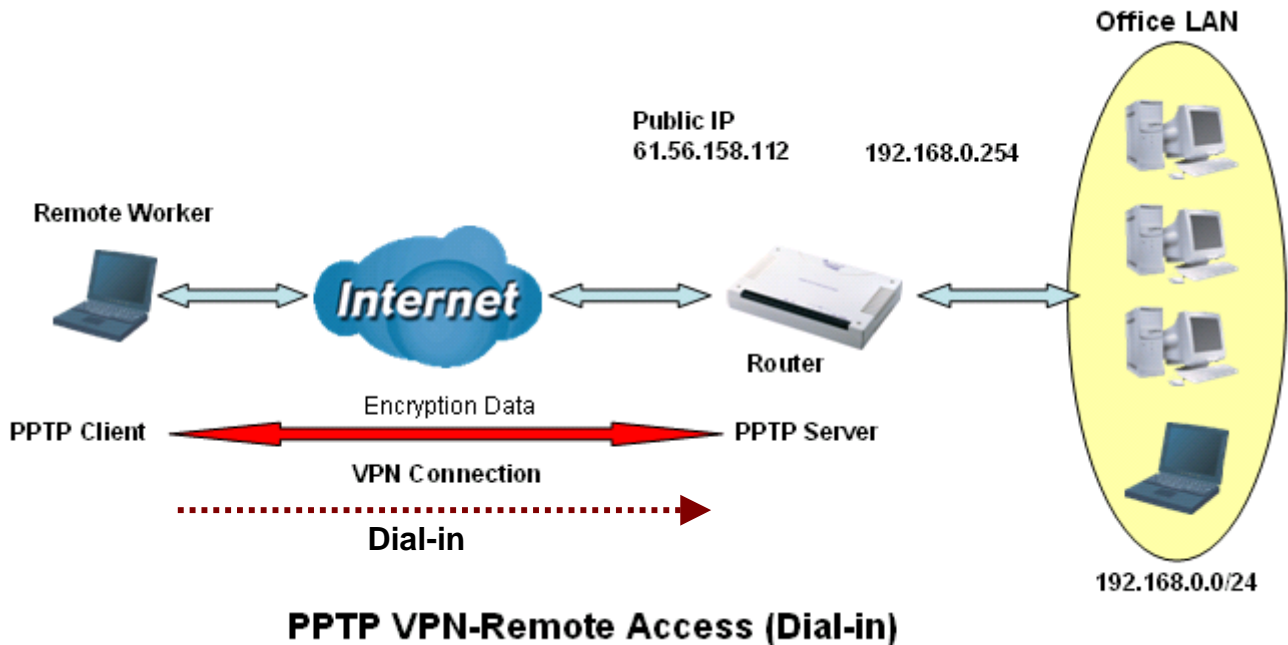 Office LAN
Public IP
61.56.158.112
192.168.0.254
Remote Worker
Internet
Router
Encryption Data
PPTP Client
PPTP Server
VPN Connection
Dial-in
192.168.0.0/24
PPTP VPN-Remote Access (Dial-in)